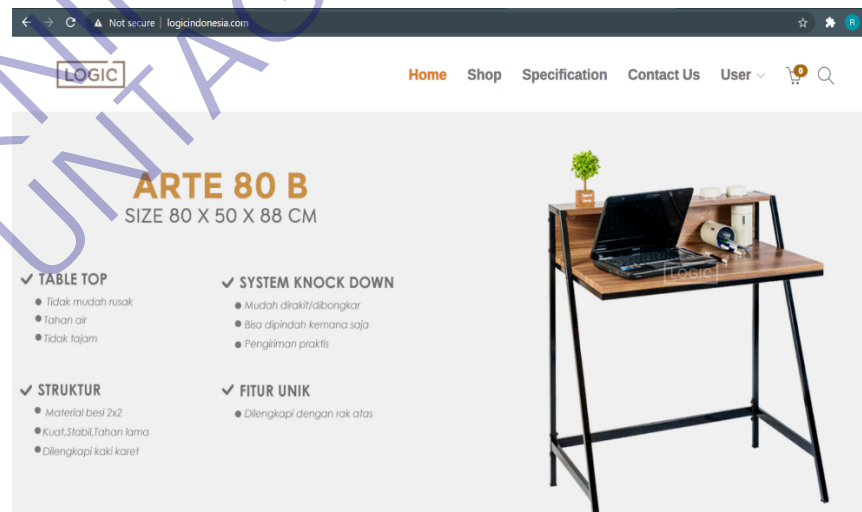 Not secure | logicindonesia.com
R
LOGIC
Home Shop Specification Contact Us User 0
ARTE 80 B
SIZE 80 X 50 X 88 CM
TABLE TOP
Tidak mudah rusak
Tahan air
Tidak tajam
SYSTEM KNOCK DOWN
Mudah dirakit/dibongkar
Bisa dipindah kemana saja
Pengiriman praktis
STRUKTUR
Material besi 2x2
Kuat,Stabil,Tahan lama
Dilengkapi kaki karet
FITUR UNIK
Dilengkapi dengan rak atas
LOGIC
UNTAG